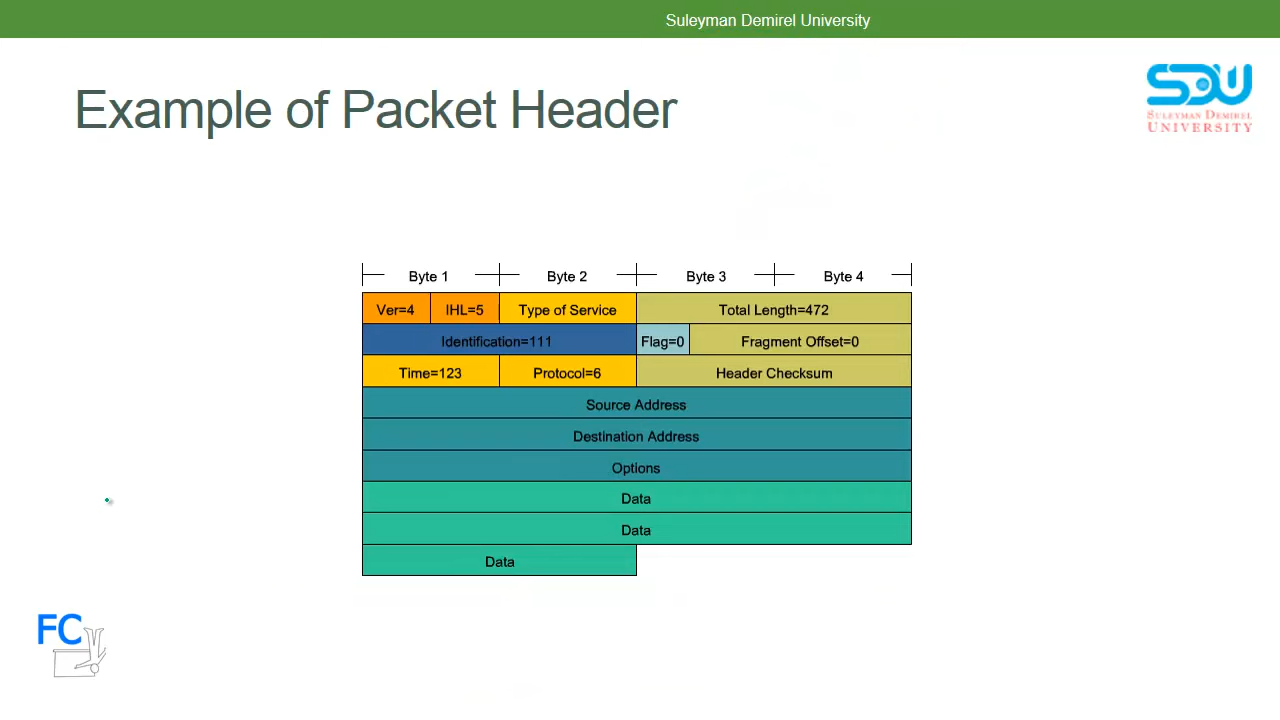 Suleyman Demirel University
Example of Packet Header
SDU
SULEYMAN DEMIREL
UNIVERSITY
Byte 1 Byte 2 Byte 3 Byte 4
Ver=4 IHL=5 Type of Service Total Length=472
Identification=111 Flag=0 Fragment Offset=0
Time=123 Protocol=6 Header Checksum
Source Address
Destination Address
Options
Data
Data
Data
FC